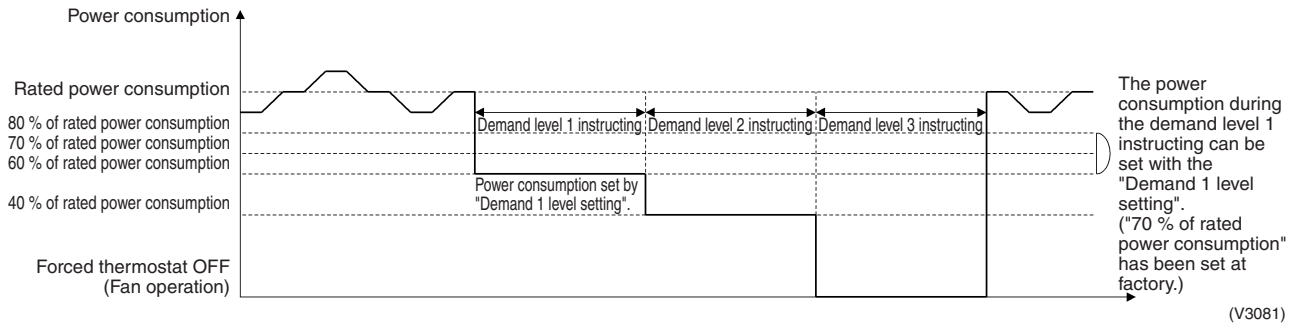 Power consumption
Rated power consumption
80 % of rated power consumption
70 % of rated power consumption
60 % of rated power consumption
40 % of rated power consumption
Forced thermostat OFF
(Fan operation)
Demand level 1 instructing
Demand level 2 instructing
Demand level 3 instructing
Power consumption set by
"Demand 1 level setting".
The power
consumption during
the demand level 1
instructing can be
set with the
"Demand 1 level
setting".
("70 % of rated
power consumption"
has been set at
factory.)
(V3081)